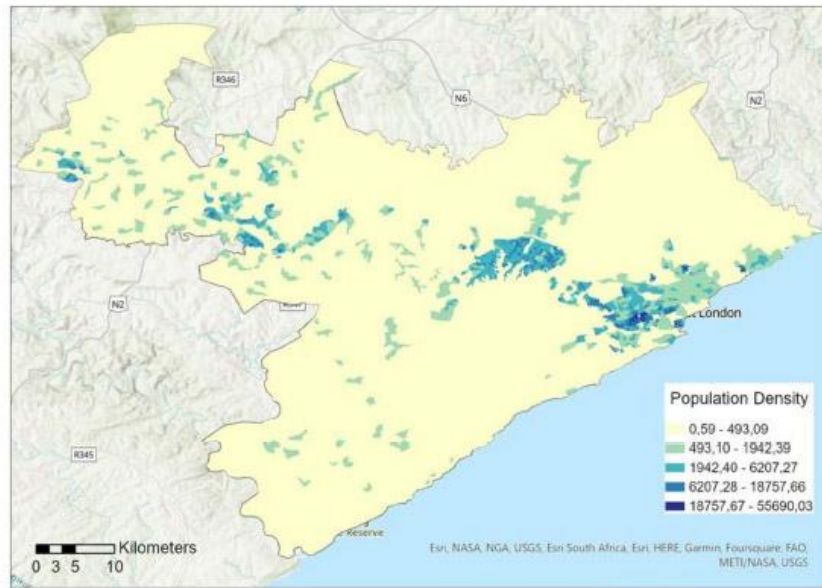 R346
N6
N2
N2
t London
R345
Reserve
Population Density
0,59 - 493,09
493,10 - 1942,39
1942,40 - 6207,27
6207,28 - 18757,66
18757,67 - 55690,03
Kilometers
0 3 5 10
Esri, NASA, NGA, USGS, Esri South Africa, Esri, HERE, Garmin, Foursquare, FAO,
METI/NASA, USGS